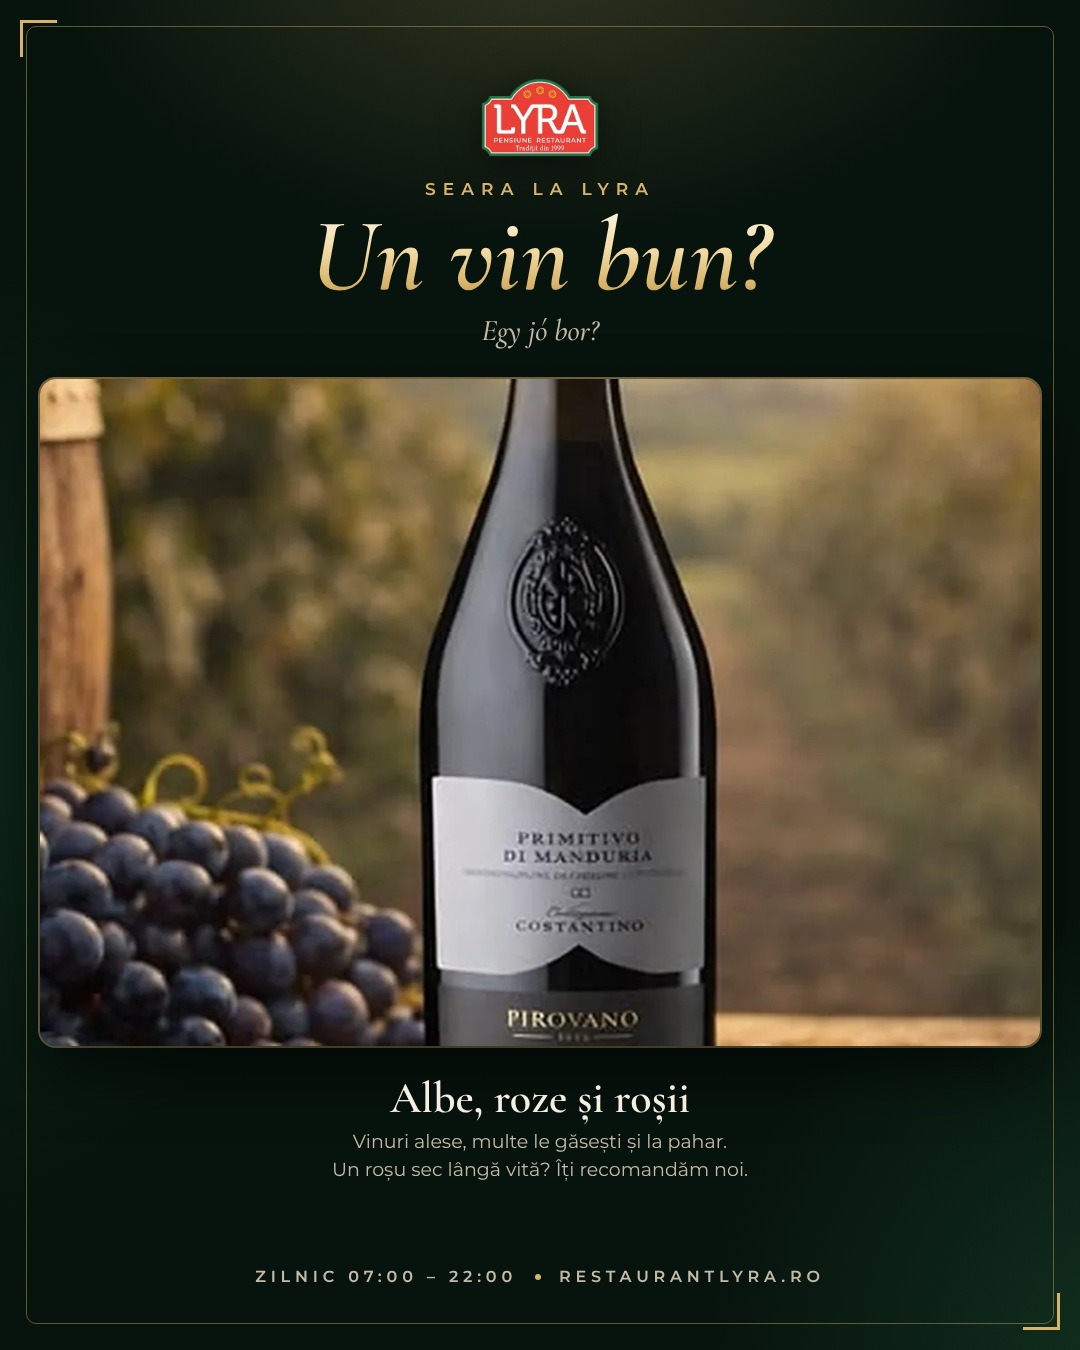 LYRA
PENSIUNE RESTAURANT
Tradiții din 1999
SEARA LA LYRA
Un vin bun?
Egy jó bor?
PRIMITIVO
DI MANDURIA
COSTANTINO
PIROVANO
Albe, roze și roșii
Vinuri alese, multe le găsești și la pahar.
Un roșu sec lângă vită? Îți recomandăm noi.
ZILNIC 07:00 – 22:00 • RESTAURANTLYRA.RO